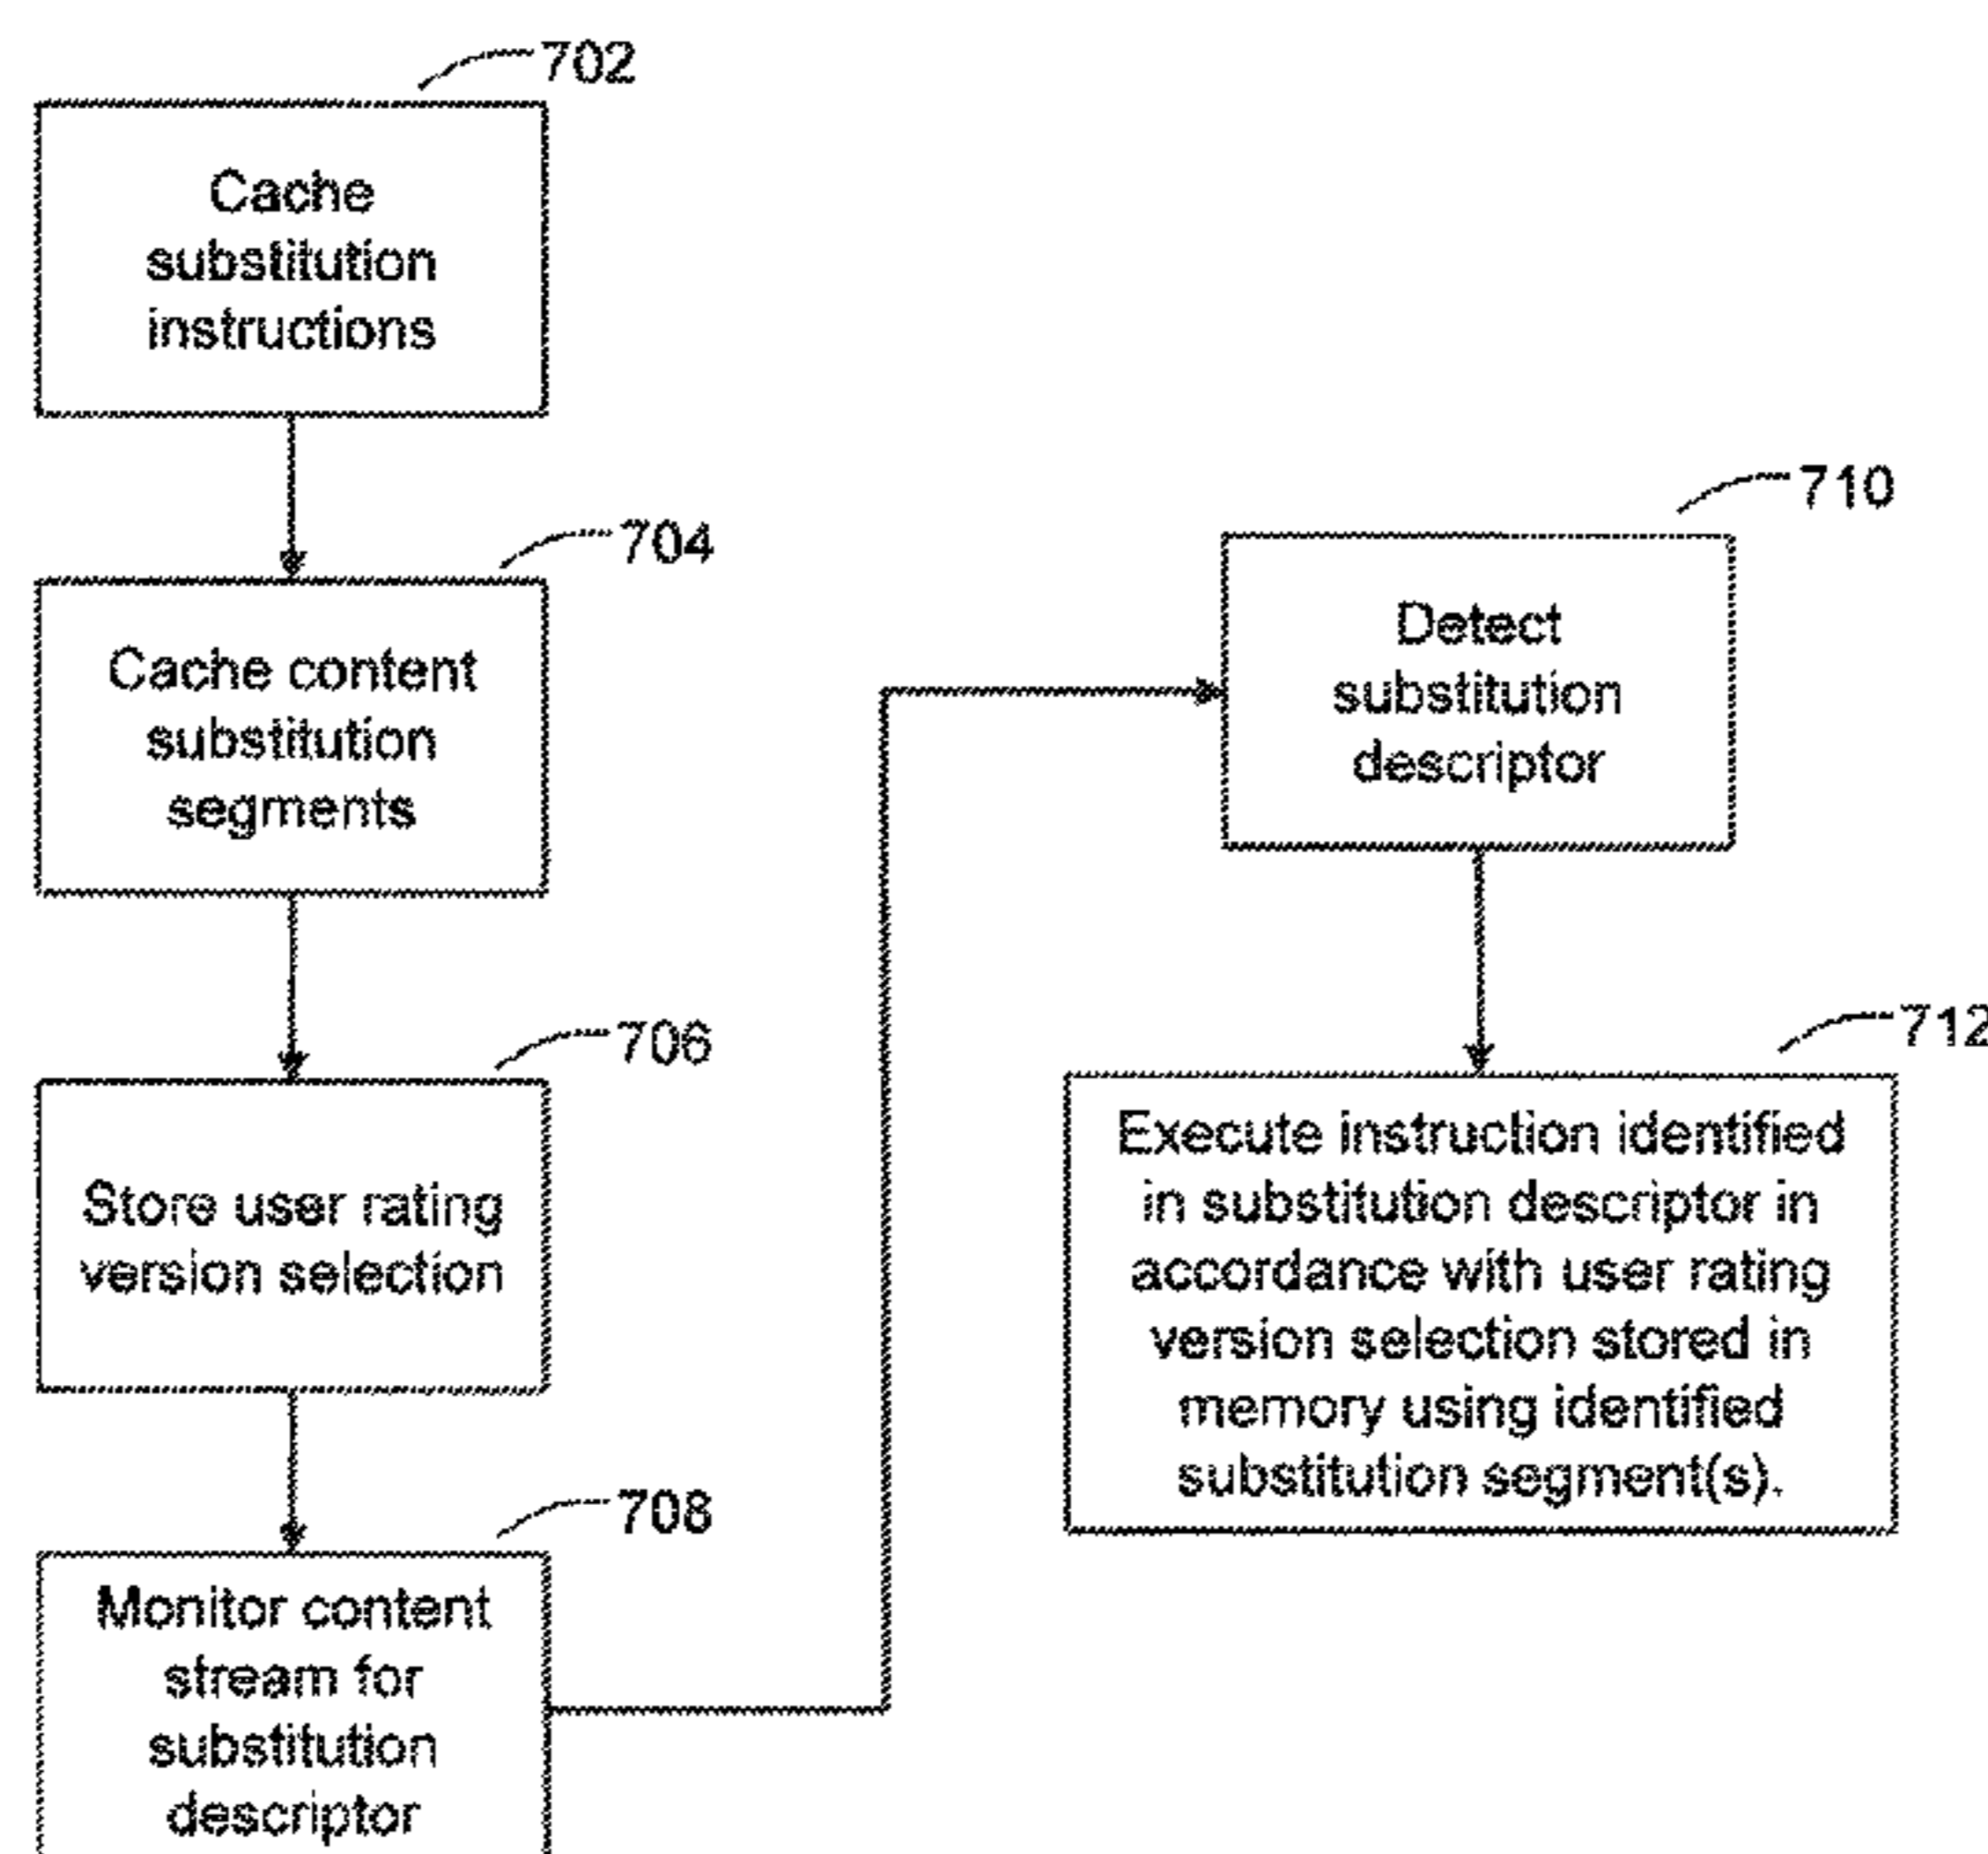 702
Cache
substitution
instructions
704
Cache content
substitution
segments
706
Store user rating
version selection
708
Monitor content
stream for
substitution
descriptor
710
Detect
substitution
descriptor
712
Execute instruction identified
in substitution descriptor in
accordance with user rating
version selection stored in
memory using identified
substitution segment(s).